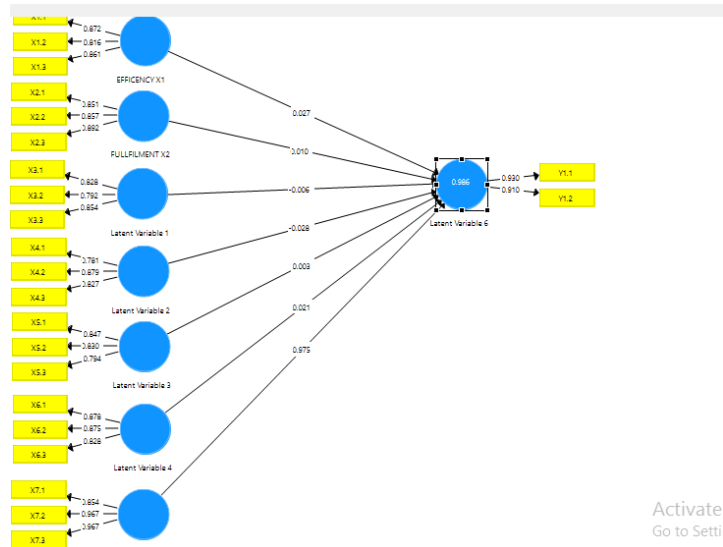 X1.1
0.872
X1.2
0.816
0.861
X1.3
EFFICENCY X1
X2.1
0.851
X2.2
0.857
0.892
X2.3
FULLFILMENT X2
X3.1
0.828
X3.2
0.792
0.854
X3.3
Latent Variable 1
X4.1
0.781
X4.2
0.879
0.827
X4.3
Latent Variable 2
X5.1
0.847
X5.2
0.830
0.794
X5.3
Latent Variable 3
X6.1
0.878
X6.2
0.875
0.828
X6.3
Latent Variable 4
X7.1
0.854
X7.2
0.967
0.967
X7.3
0.027
0.010
-0.006
-0.028
0.003
0.021
0.975
0.986
Latent Variable 6
0.930
Y1.1
0.910
Y1.2
Activate
Go to Setti